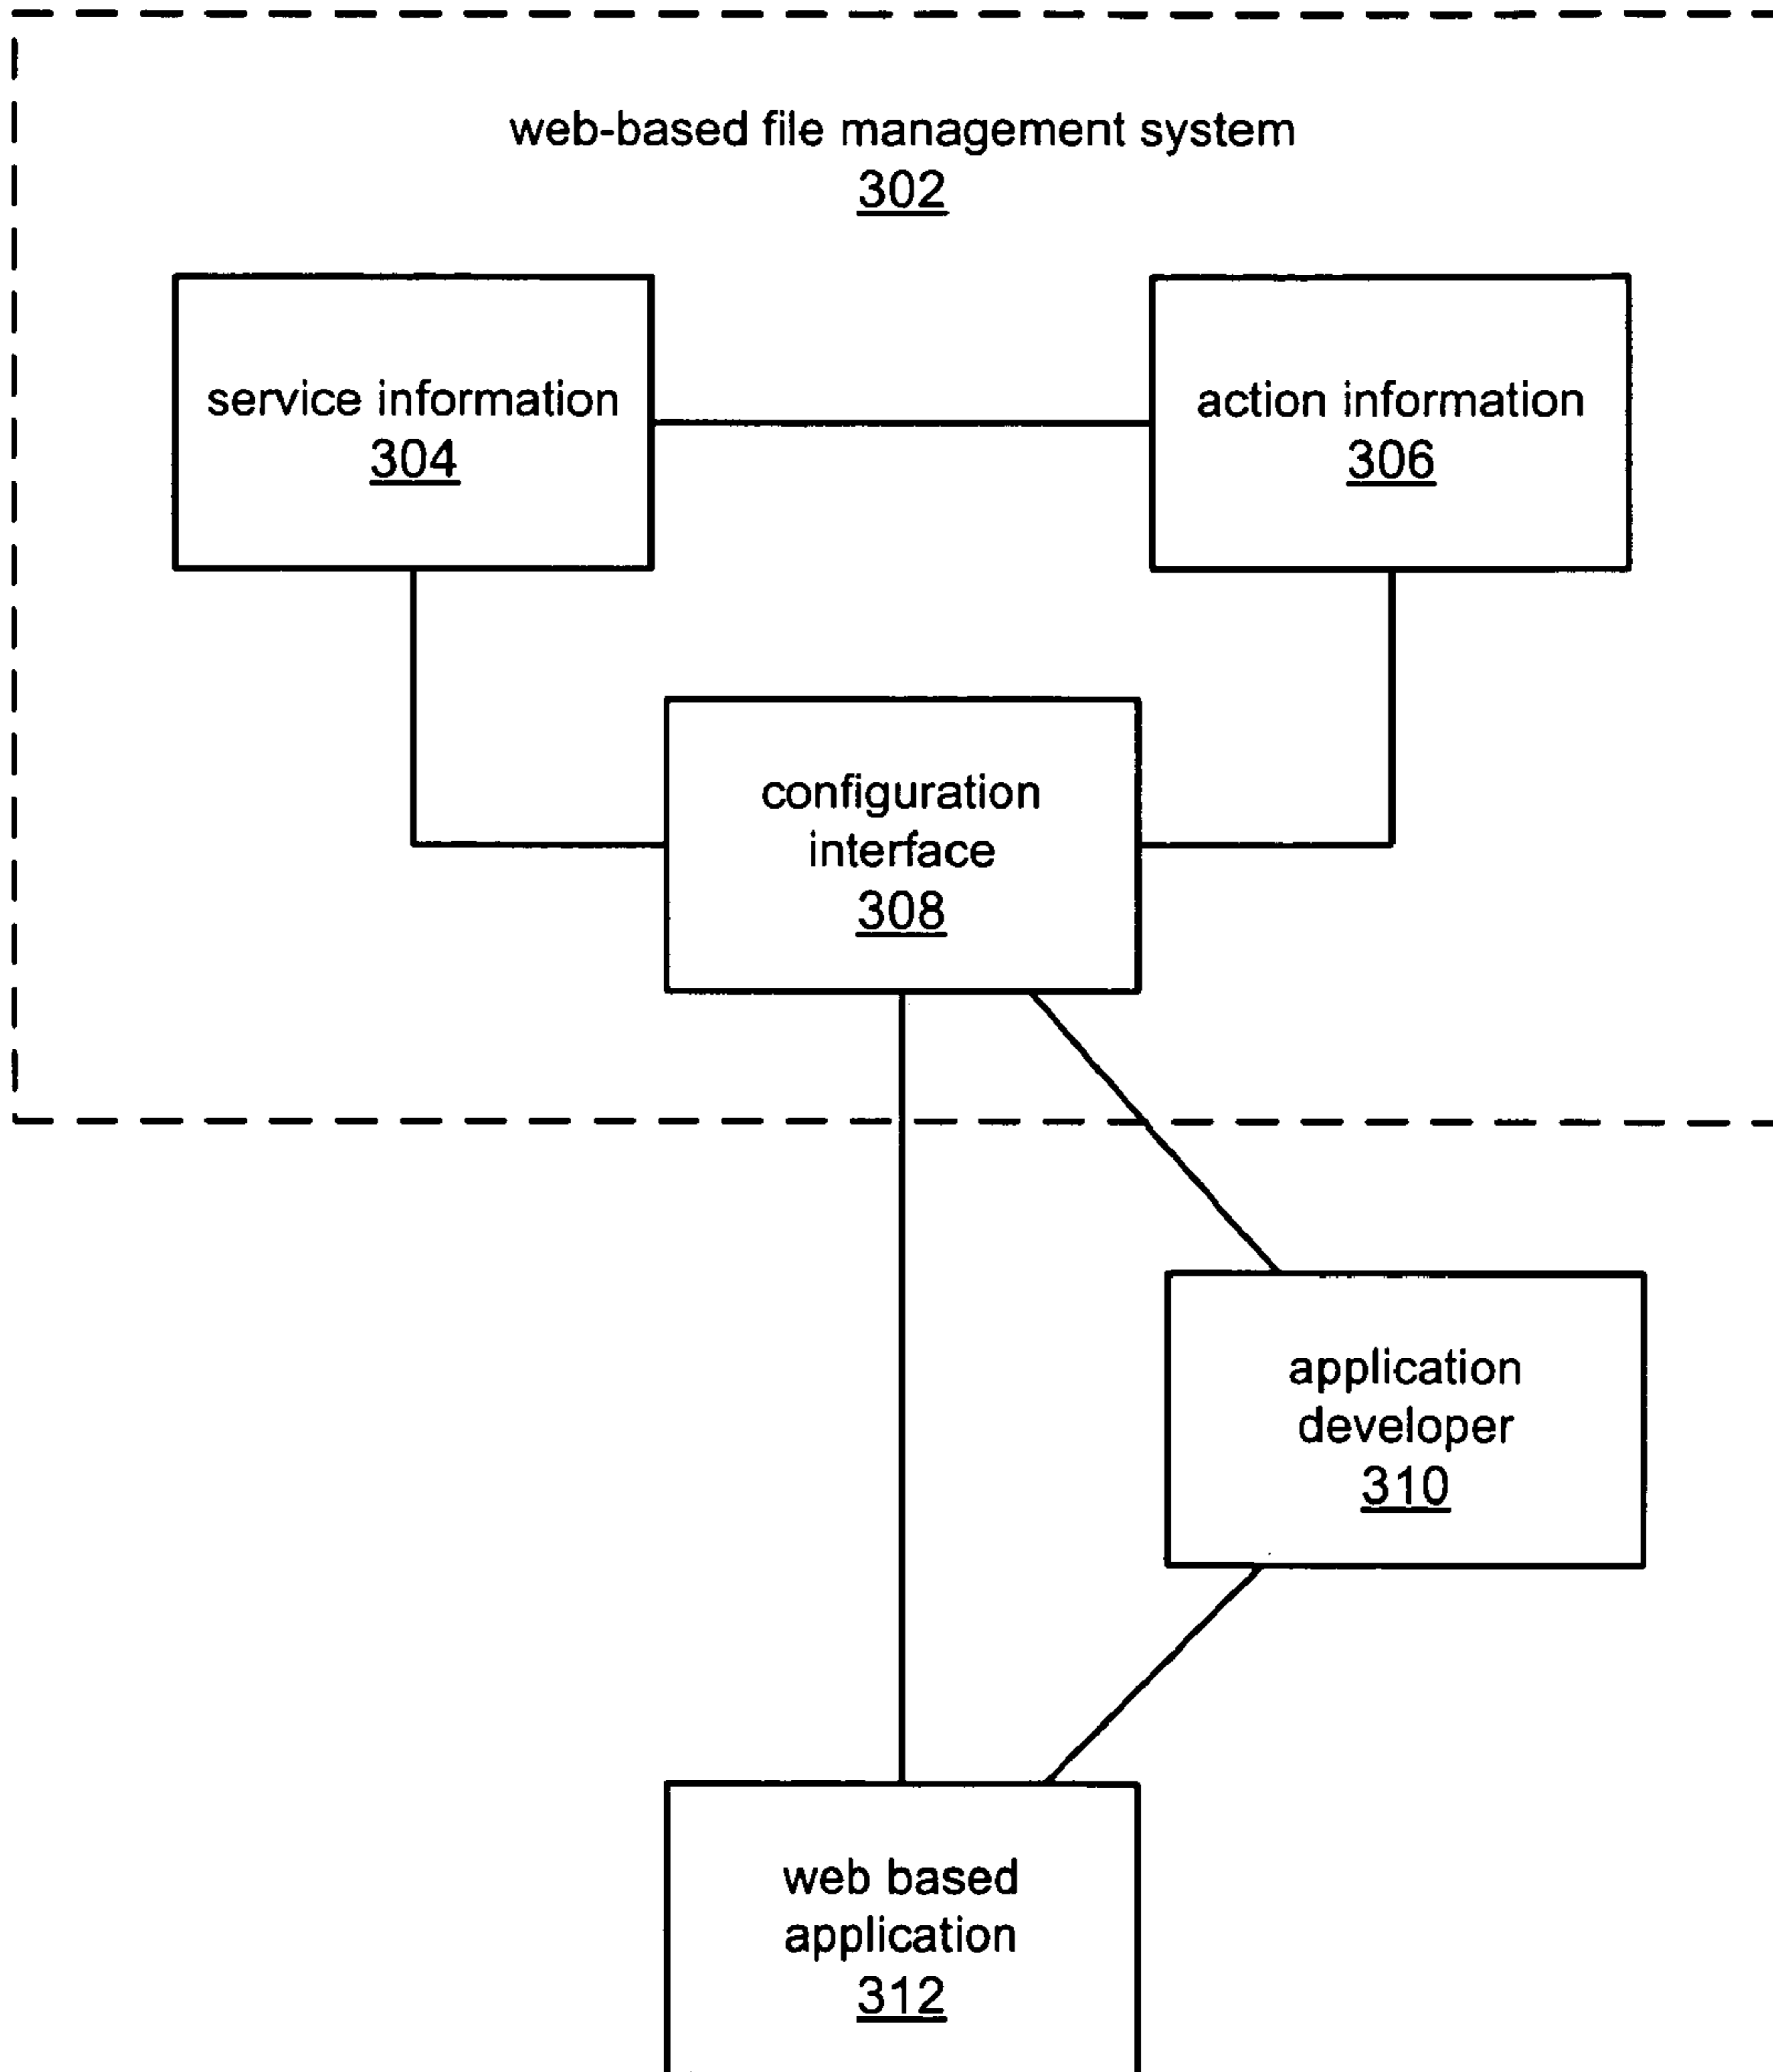 web-based file management system
302
service information
304
action information
306
configuration
interface
308
application
developer
310
web based
application
312